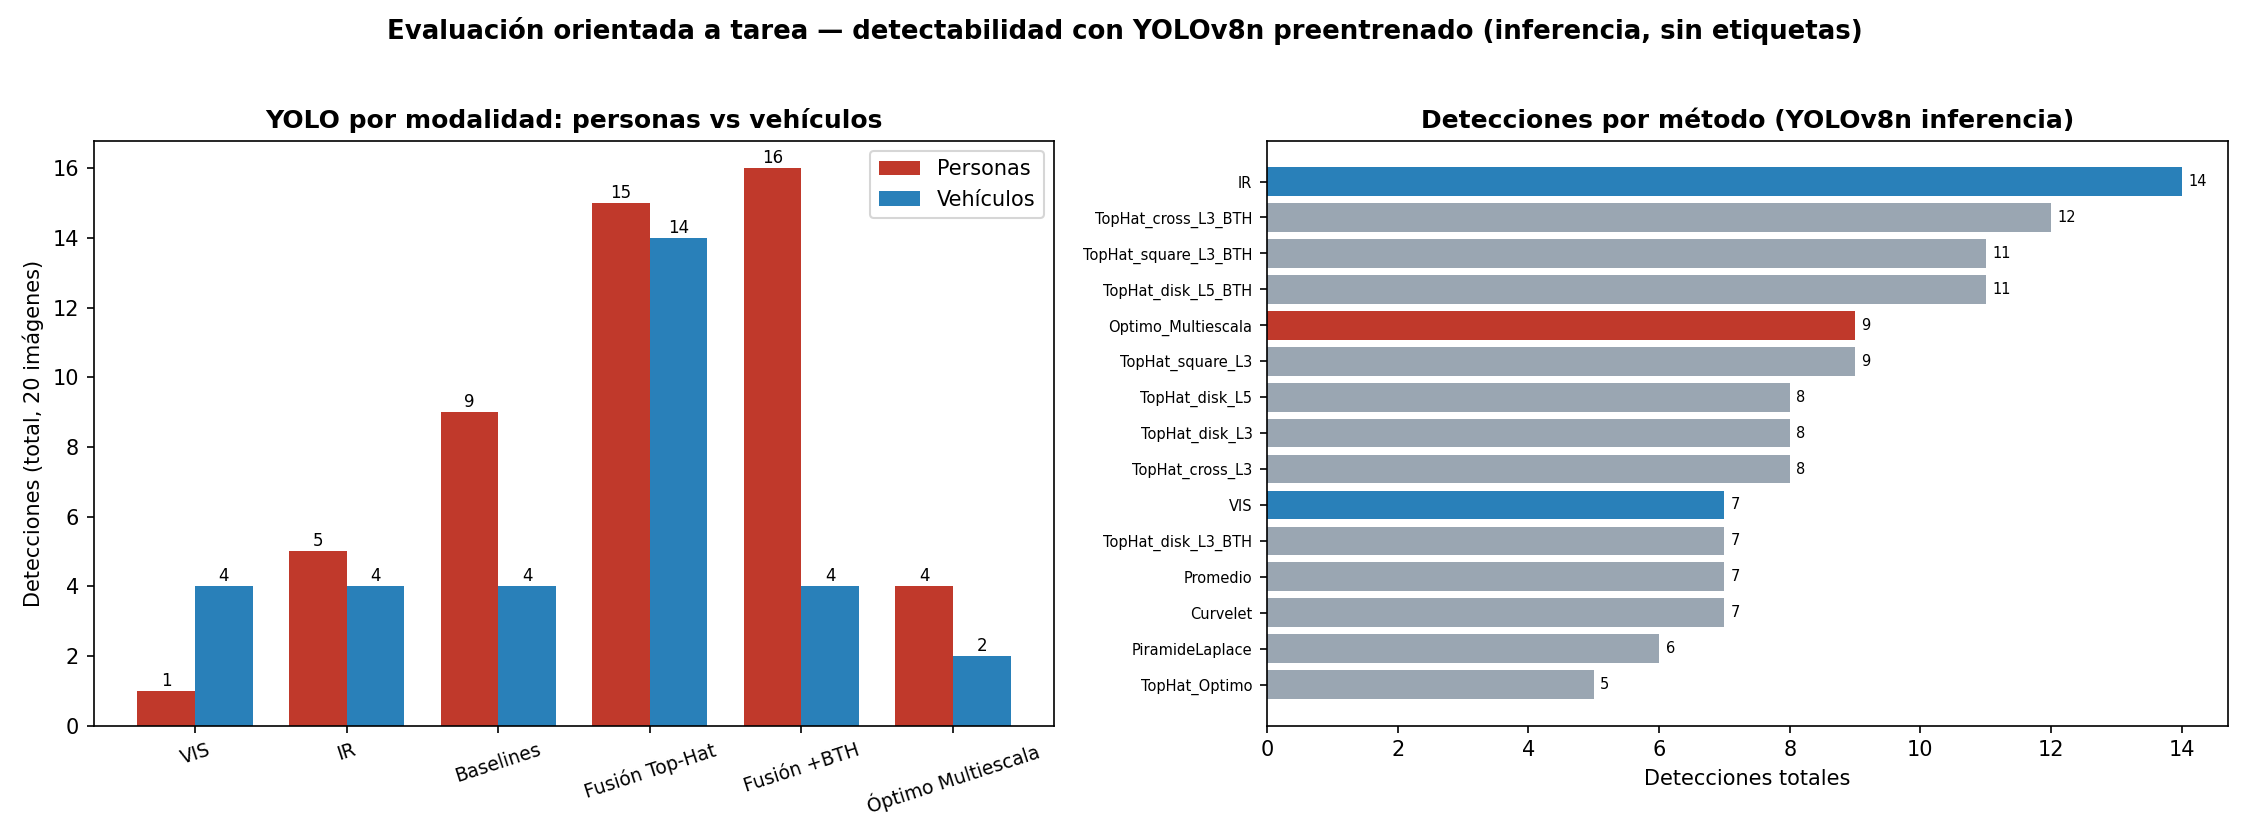 Evaluación orientada a tarea — detectabilidad con YOLOv8n preentrenado (inferencia, sin etiquetas)
YOLO por modalidad: personas vs vehículos
Detecciones (total, 20 imágenes)
16
14
12
10
8
6
4
2
0
Personas
Vehículos
1
4
5
4
9
4
15
14
16
4
4
2
VIS
IR
Baselines
Fusión Top-Hat
Fusión +BTH
Óptimo Multiescala
Detecciones por método (YOLOv8n inferencia)
IR 14
TopHat_cross_L3_BTH 12
TopHat_square_L3_BTH 11
TopHat_disk_L5_BTH 11
Optimo_Multiescala 9
TopHat_square_L3 9
TopHat_disk_L5 8
TopHat_disk_L3 8
TopHat_cross_L3 8
VIS 7
TopHat_disk_L3_BTH 7
Promedio 7
Curvelet 7
PiramideLaplace 6
TopHat_Optimo 5
0 2 4 6 8 10 12 14
Detecciones totales